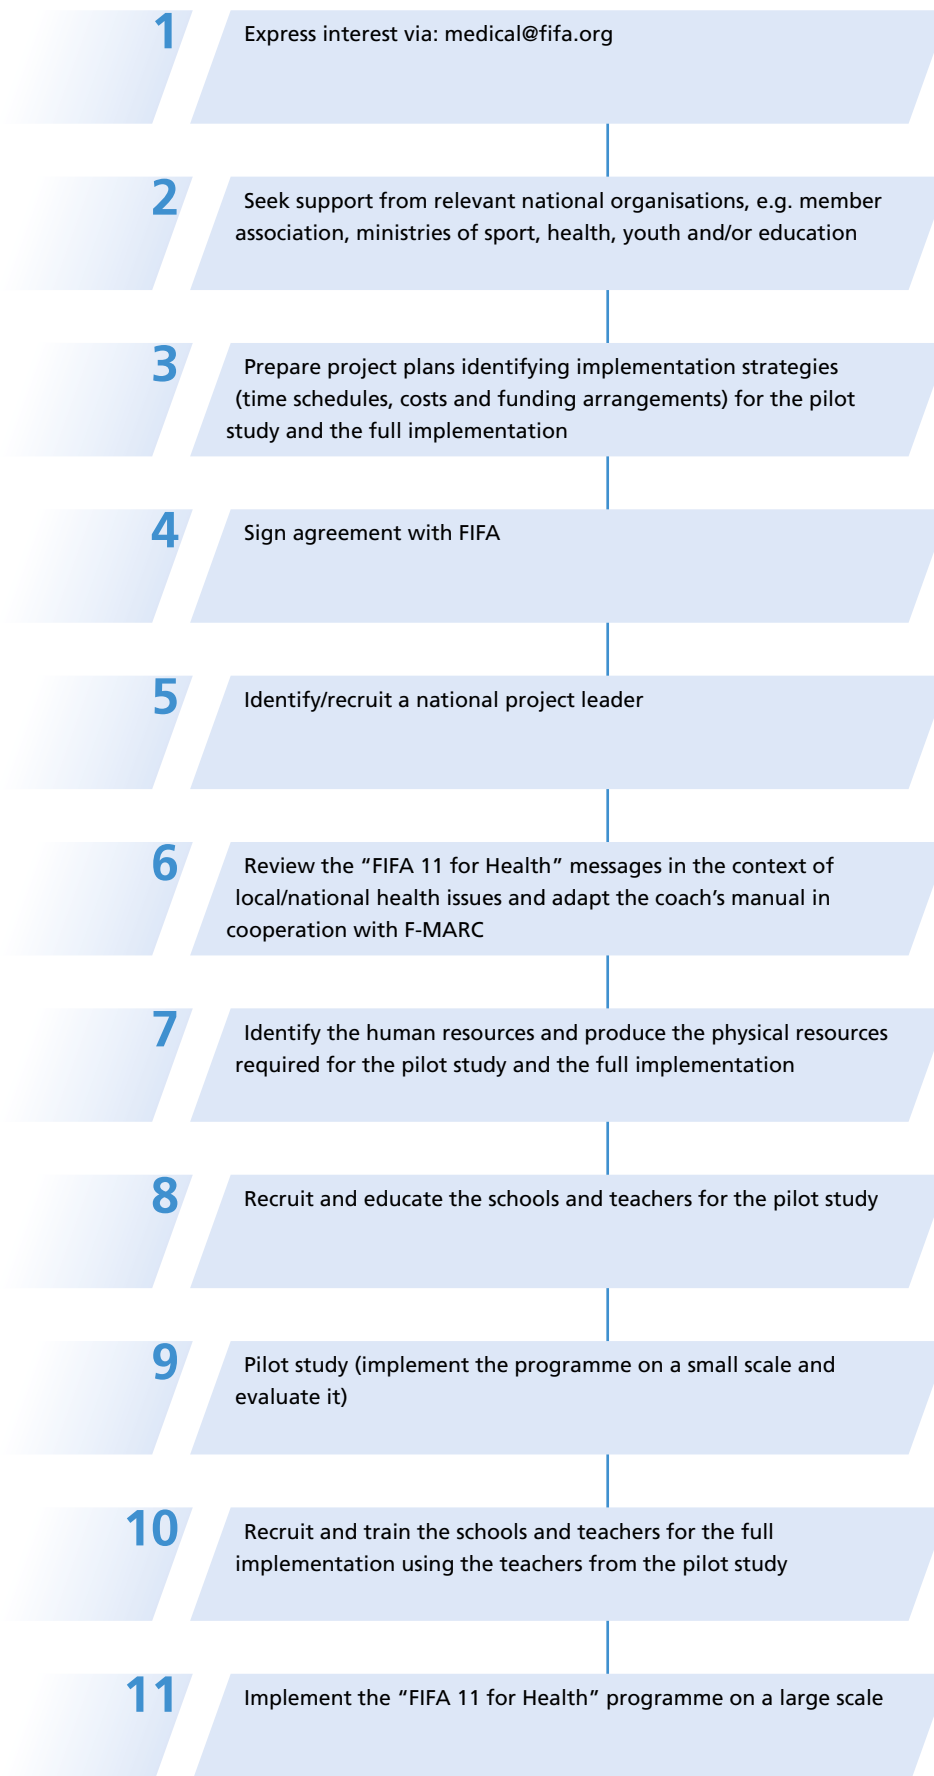 1
Express interest via: medical@fifa.org
2
Seek support from relevant national organisations, e.g. member
association, ministries of sport, health, youth and/or education
3
Prepare project plans identifying implementation strategies
(time schedules, costs and funding arrangements) for the pilot
study and the full implementation
4
Sign agreement with FIFA
5
Identify/recruit a national project leader
6
Review the “FIFA 11 for Health” messages in the context of
local/national health issues and adapt the coach’s manual in
cooperation with F-MARC
7
Identify the human resources and produce the physical resources
required for the pilot study and the full implementation
8
Recruit and educate the schools and teachers for the pilot study
9
Pilot study (implement the programme on a small scale and
evaluate it)
10
Recruit and train the schools and teachers for the full
implementation using the teachers from the pilot study
11
Implement the “FIFA 11 for Health” programme on a large scale